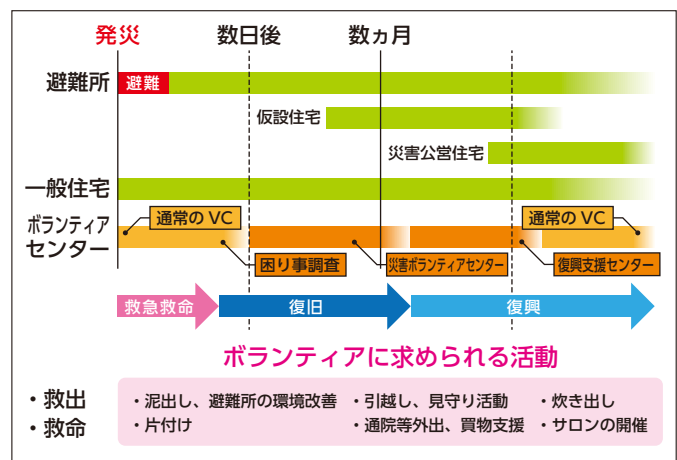 発災 数日後 数ヵ月
避難所 避難
仮設住宅
災害公営住宅
一般住宅
ボランティア
センター
通常の VC 通常の VC
困り事調査 災害ボランティアセンター 復興支援センター
救急救命 復旧 復興
ボランティアに求められる活動
・救出
・救命
・泥出し、避難所の環境改善 ・引越し、見守り活動 ・炊き出し
・片付け ・通院等外出、買物支援 ・サロンの開催